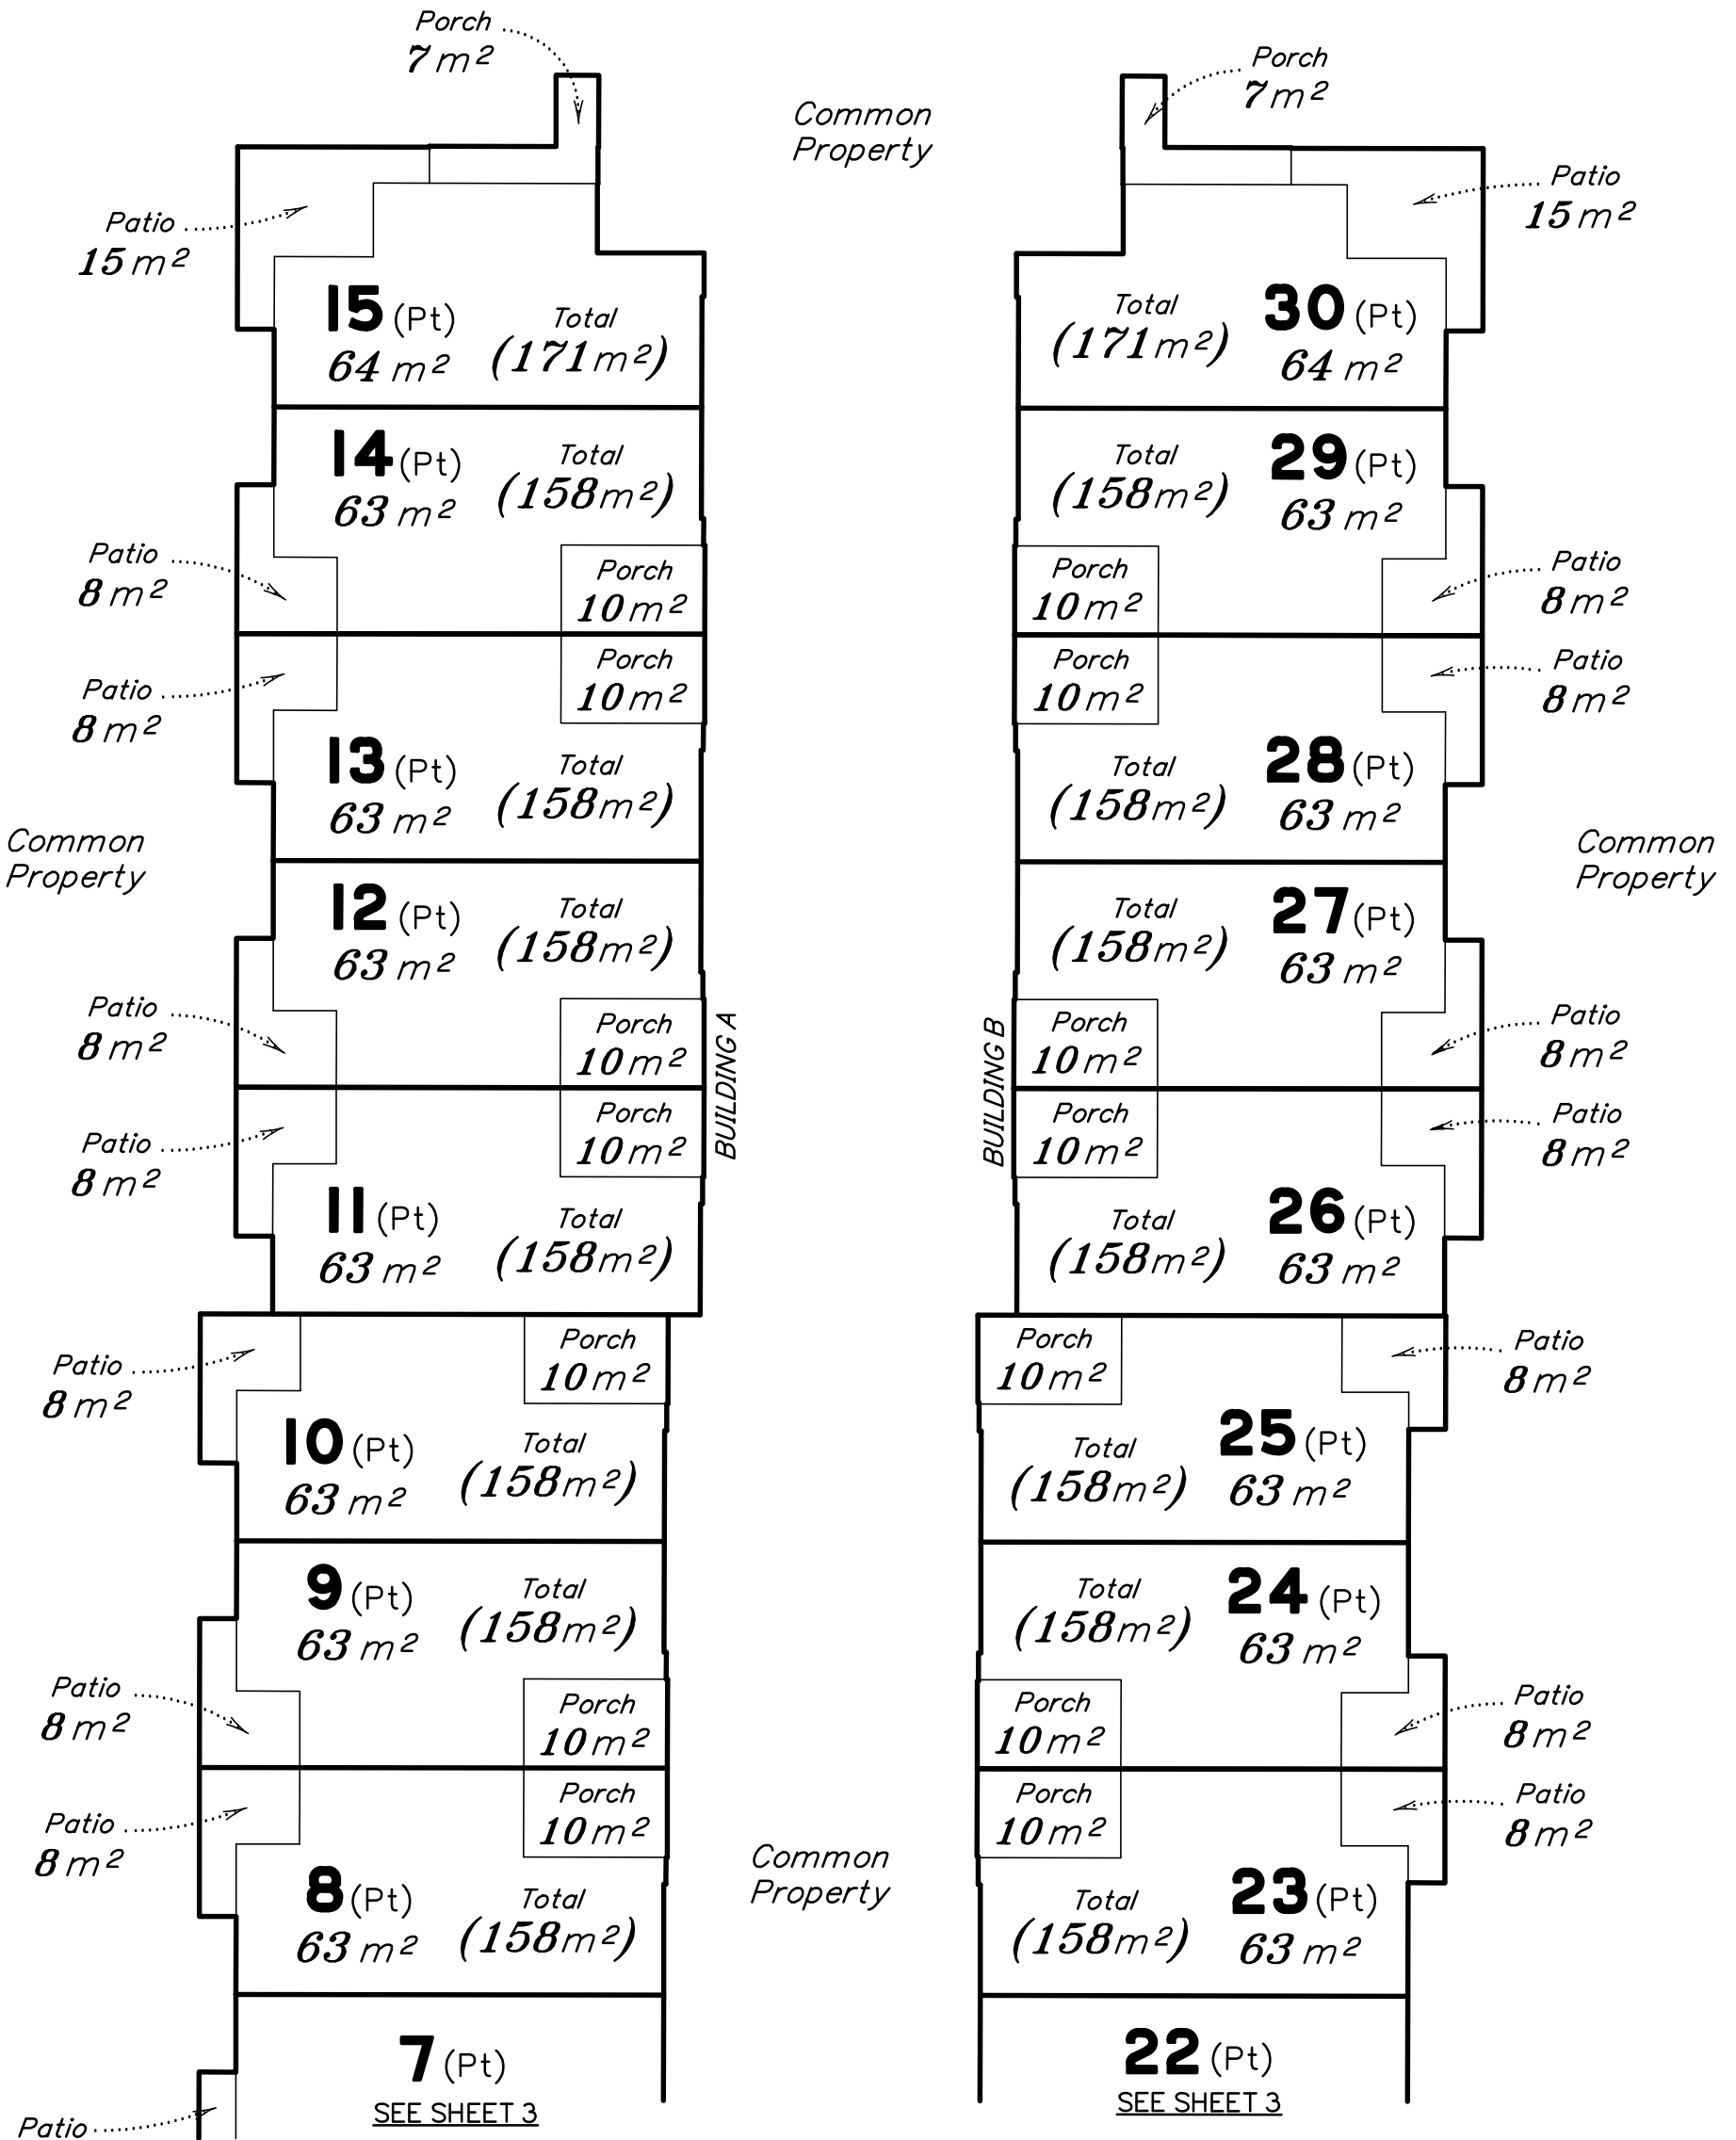 Porch
7 m²
Porch
7 m²
Common
Property
Patio
15 m²
Patio
15 m²
15 (Pt)
64 m²
Total
(171 m²)
Total
(171 m²)
30 (Pt)
64 m²
14 (Pt)
63 m²
Total
(158 m²)
Total
(158 m²)
29 (Pt)
63 m²
Patio
8 m²
Porch
10 m²
Porch
10 m²
Patio
8 m²
Patio
8 m²
Porch
10 m²
Porch
10 m²
Patio
8 m²
13 (Pt)
63 m²
Total
(158 m²)
Total
(158 m²)
28 (Pt)
63 m²
Common
Property
Common
Property
12 (Pt)
63 m²
Total
(158 m²)
Total
(158 m²)
27 (Pt)
63 m²
Patio
8 m²
Porch
10 m²
BUILDING A
BUILDING B
Porch
10 m²
Patio
8 m²
Patio
8 m²
Porch
10 m²
Porch
10 m²
Patio
8 m²
11 (Pt)
63 m²
Total
(158 m²)
Total
(158 m²)
26 (Pt)
63 m²
Patio
8 m²
Porch
10 m²
Porch
10 m²
Patio
8 m²
10 (Pt)
63 m²
Total
(158 m²)
Total
(158 m²)
25 (Pt)
63 m²
9 (Pt)
63 m²
Total
(158 m²)
Total
(158 m²)
24 (Pt)
63 m²
Patio
8 m²
Porch
10 m²
Porch
10 m²
Patio
8 m²
Patio
8 m²
Porch
10 m²
Porch
10 m²
Patio
8 m²
Common
Property
8 (Pt)
63 m²
Total
(158 m²)
Total
(158 m²)
23 (Pt)
63 m²
7 (Pt)
SEE SHEET 3
22 (Pt)
SEE SHEET 3
Patio